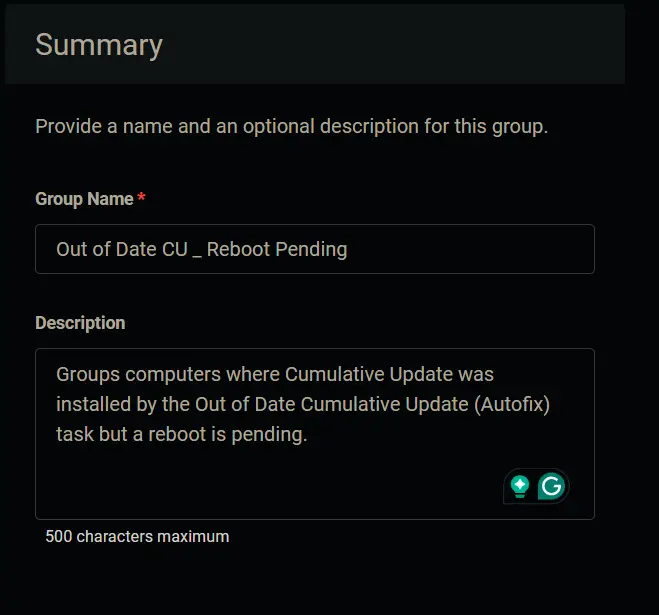 Summary
Provide a name and an optional description for this group.
Group Name *
Out of Date CU _ Reboot Pending
Description
Groups computers where Cumulative Update was
installed by the Out of Date Cumulative Update (Autofix)
task but a reboot is pending.
500 characters maximum